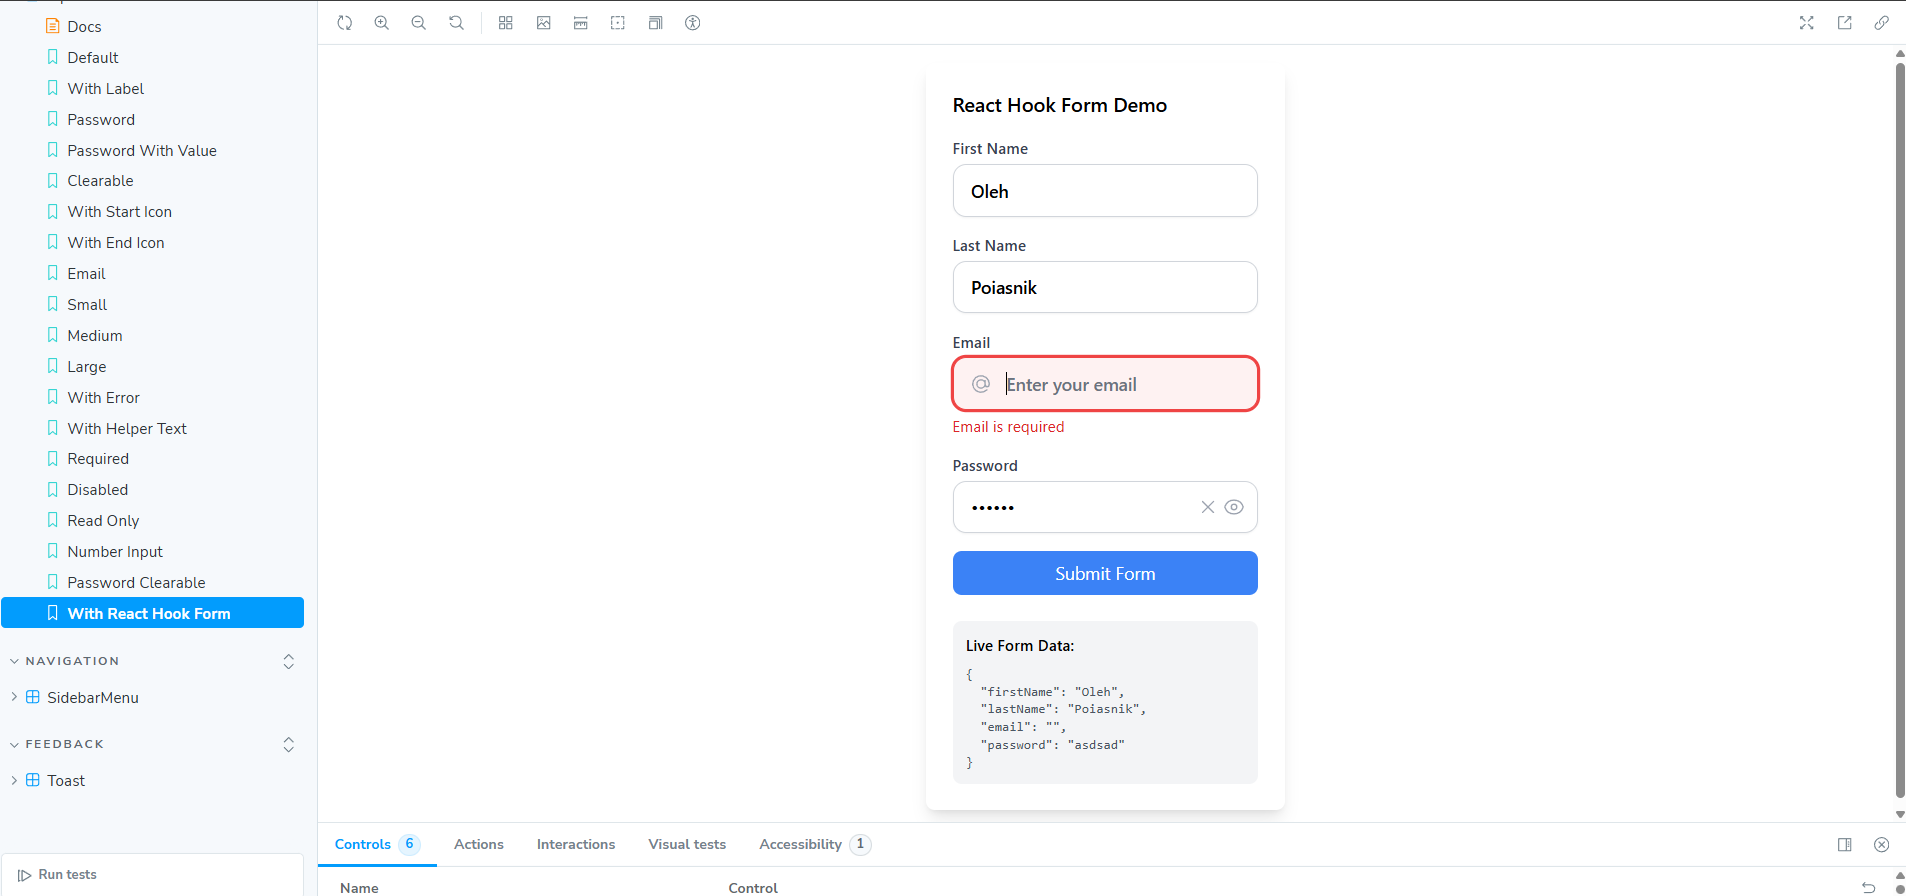 Docs
Default
With Label
Password
Password With Value
Clearable
With Start Icon
With End Icon
Email
Small
Medium
Large
With Error
With Helper Text
Required
Disabled
Read Only
Number Input
Password Clearable
With React Hook Form
NAVIGATION
SidebarMenu
FEEDBACK
Toast
Run tests
React Hook Form Demo
First Name
Oleh
Last Name
Poiasnik
Email
@ Enter your email
Email is required
Password
••••••
Submit Form
Live Form Data:
{
"firstName": "Oleh",
"lastName": "Poiasnik",
"email": "",
"password": "asdsad"
}
Controls 6 Actions Interactions Visual tests Accessibility 1
Name Control